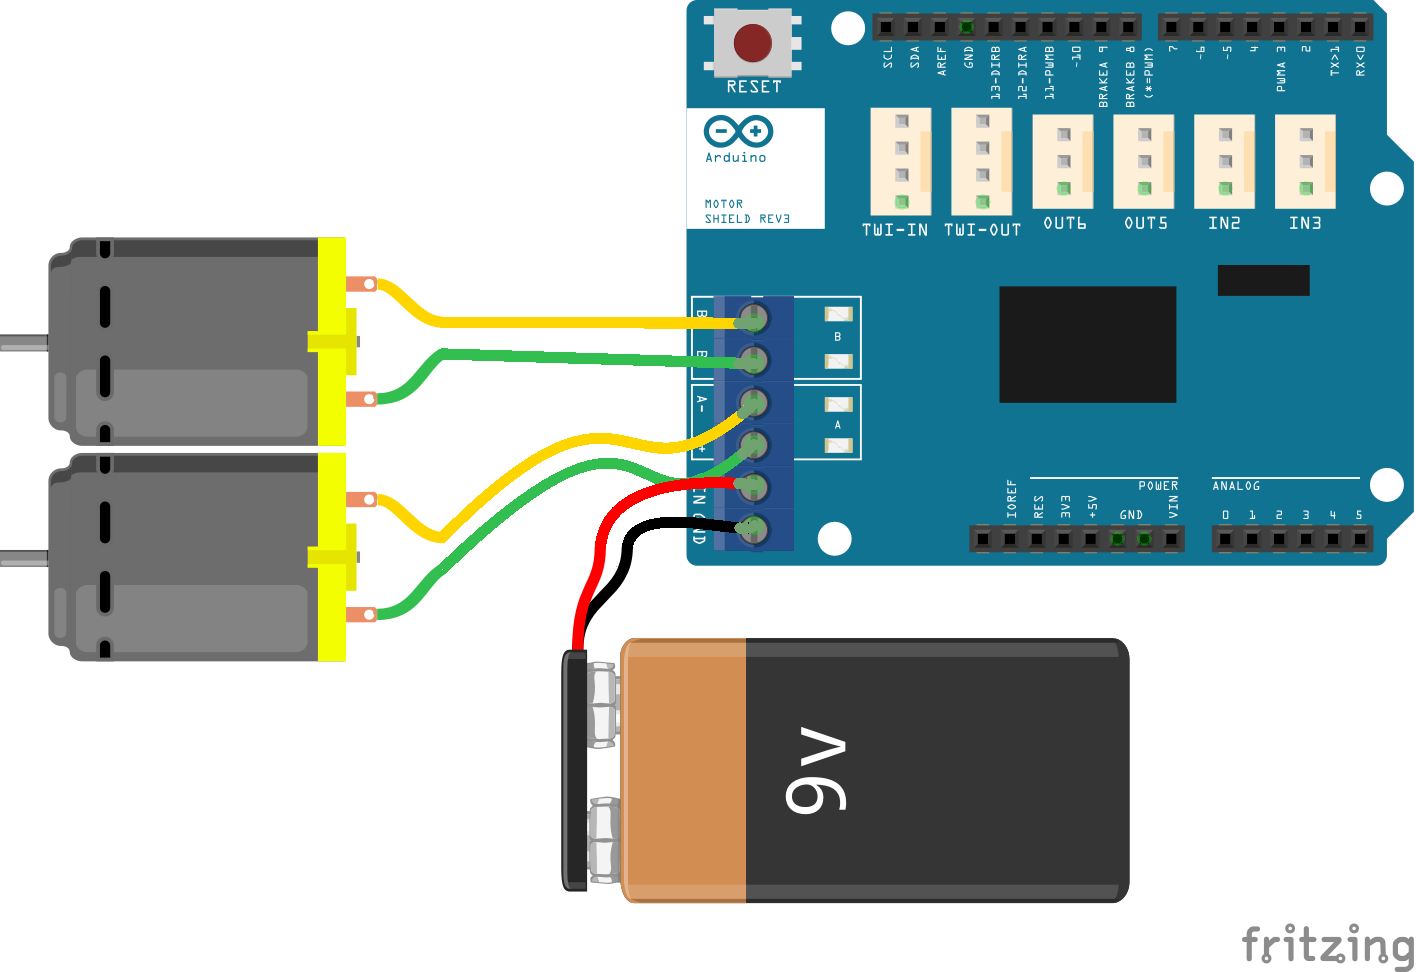 RESET
Arduino
MOTOR
SHIELD REV3
SCL
SDA
AREF
GND
13-DIRB
12-DIRA
11-PWMB
~10
BRAKEA 9
BRAKEB 8
(*=PWM)
7
~6
~5
4
PWMA 3
2
TX>1
RX<0
TWI-IN
TWI-OUT
OUT6
OUT5
IN2
IN3
B
A-
A
IOREF
RES
3V3
+5V
GND
VIN
POWER
ANALOG
0
1
2
3
4
5
9v
fritzing